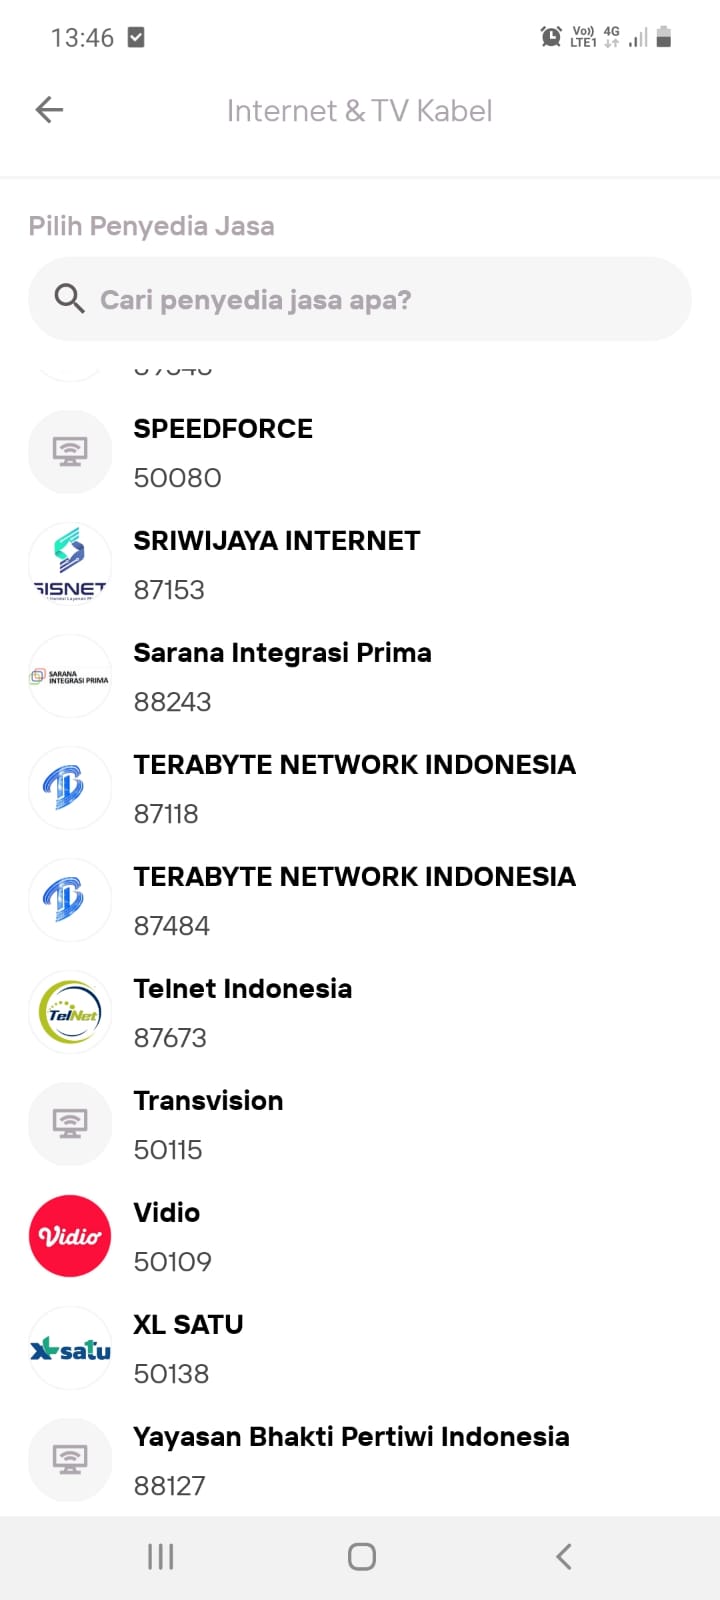 13:46
Vo)) 4G
LTE1
Internet & TV Kabel
Pilih Penyedia Jasa
Cari penyedia jasa apa?
SPEEDFORCE
50080
SRIWIJAYA INTERNET
SISNET
87153
Sarana Integrasi Prima
SARANA
INTEGRASI PRIMA
88243
TERABYTE NETWORK INDONESIA
87118
TERABYTE NETWORK INDONESIA
87484
Telnet Indonesia
TelNet
87673
Transvision
50115
Vidio
Vidio
50109
XL SATU
XL satu
50138
Yayasan Bhakti Pertiwi Indonesia
88127